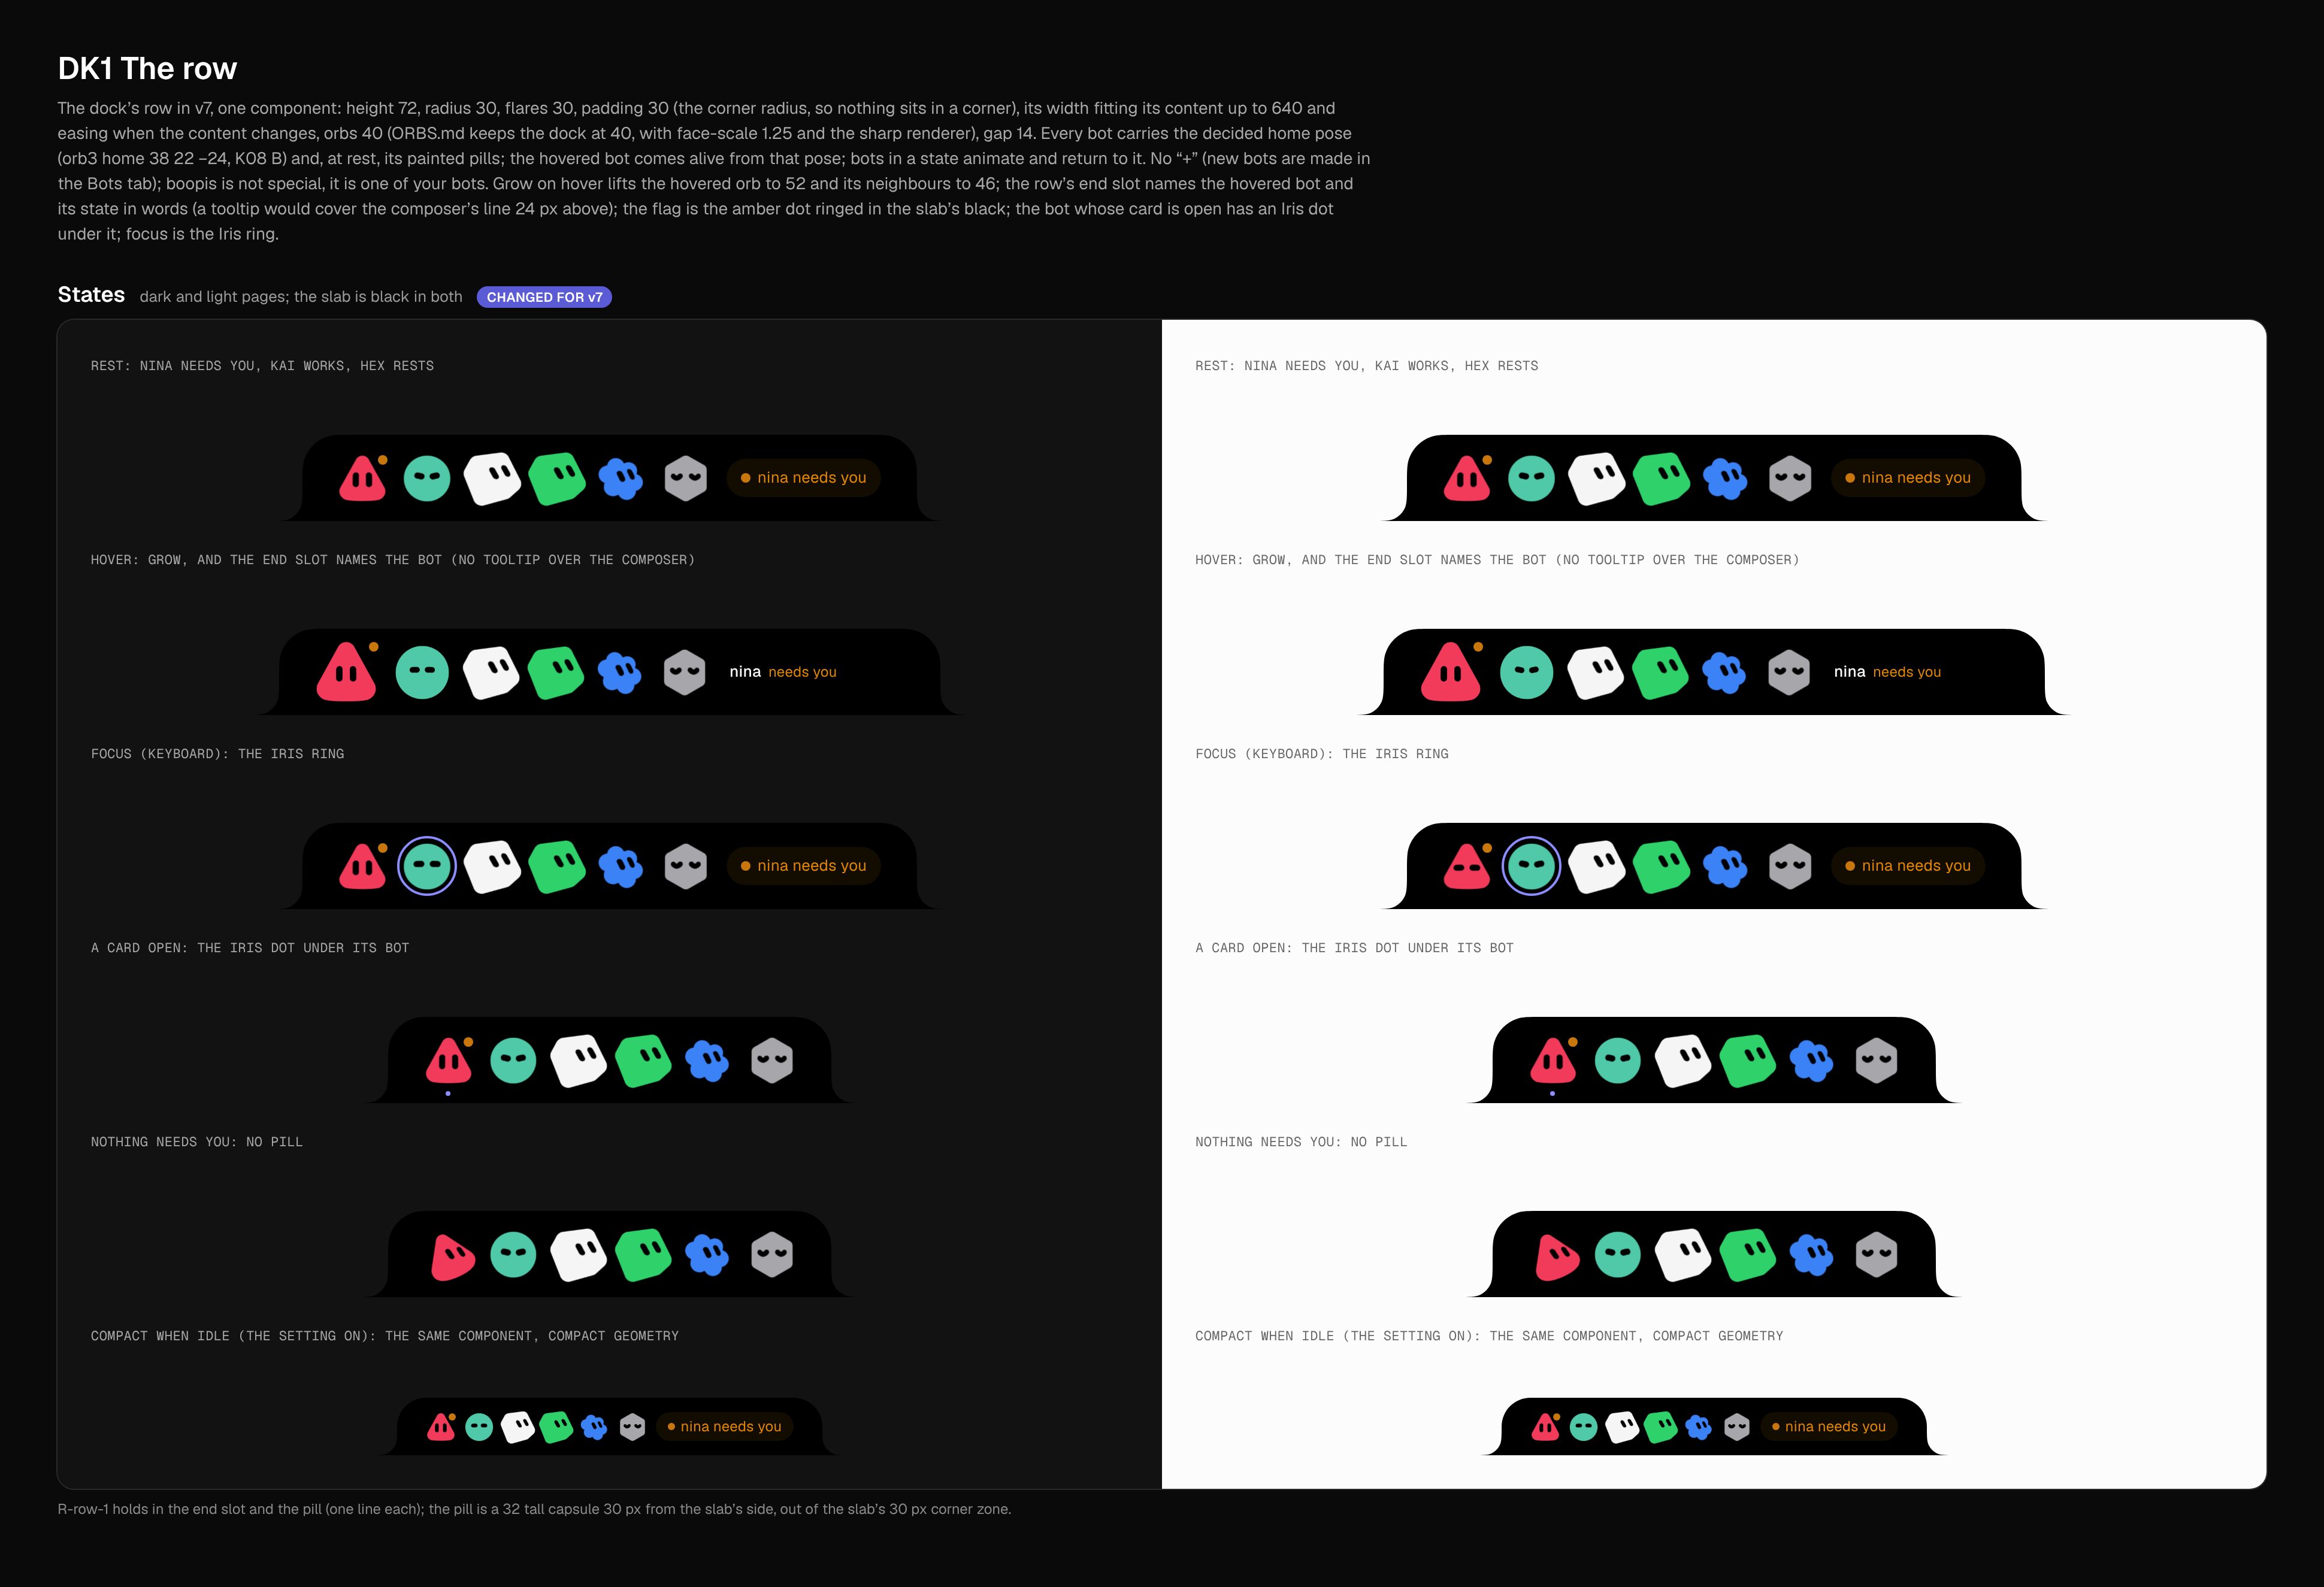 DK1 The row
The dock’s row in v7, one component: height 72, radius 30, flares 30, padding 30 (the corner radius, so nothing sits in a corner), its width fitting its content up to 640 and
easing when the content changes, orbs 40 (ORBS.md keeps the dock at 40, with face-scale 1.25 and the sharp renderer), gap 14. Every bot carries the decided home pose
(orb3 home 38 22 −24, K08 B) and, at rest, its painted pills; the hovered bot comes alive from that pose; bots in a state animate and return to it. No “+” (new bots are made in
the Bots tab); boopis is not special, it is one of your bots. Grow on hover lifts the hovered orb to 52 and its neighbours to 46; the row’s end slot names the hovered bot and
its state in words (a tooltip would cover the composer’s line 24 px above); the flag is the amber dot ringed in the slab’s black; the bot whose card is open has an Iris dot
under it; focus is the Iris ring.
States dark and light pages; the slab is black in both CHANGED FOR v7
REST: NINA NEEDS YOU, KAI WORKS, HEX RESTS
nina needs you
HOVER: GROW, AND THE END SLOT NAMES THE BOT (NO TOOLTIP OVER THE COMPOSER)
nina needs you
FOCUS (KEYBOARD): THE IRIS RING
nina needs you
A CARD OPEN: THE IRIS DOT UNDER ITS BOT
NOTHING NEEDS YOU: NO PILL
COMPACT WHEN IDLE (THE SETTING ON): THE SAME COMPONENT, COMPACT GEOMETRY
nina needs you
REST: NINA NEEDS YOU, KAI WORKS, HEX RESTS
nina needs you
HOVER: GROW, AND THE END SLOT NAMES THE BOT (NO TOOLTIP OVER THE COMPOSER)
nina needs you
FOCUS (KEYBOARD): THE IRIS RING
nina needs you
A CARD OPEN: THE IRIS DOT UNDER ITS BOT
NOTHING NEEDS YOU: NO PILL
COMPACT WHEN IDLE (THE SETTING ON): THE SAME COMPONENT, COMPACT GEOMETRY
nina needs you
R-row-1 holds in the end slot and the pill (one line each); the pill is a 32 tall capsule 30 px from the slab’s side, out of the slab’s 30 px corner zone.